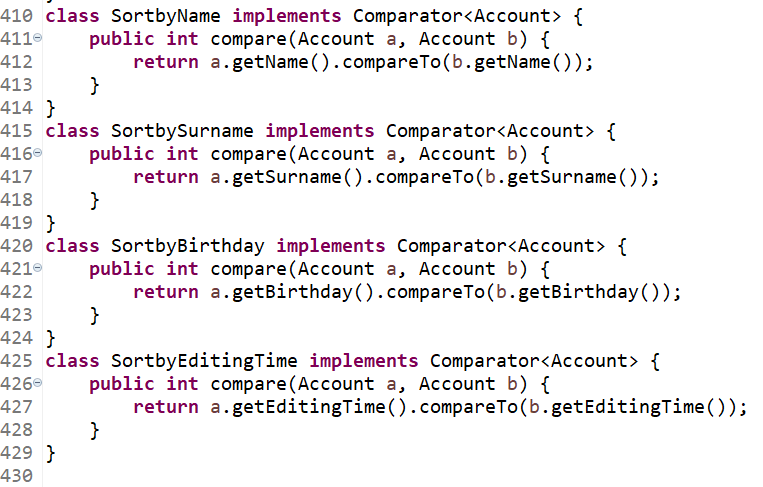 410 class SortbyName implements Comparator<Account> {
411 public int compare(Account a, Account b) {
412 return a.getName().compareTo(b.getName());
413 }
414 }
415 class SortbySurname implements Comparator<Account> {
416 public int compare(Account a, Account b) {
417 return a.getSurname().compareTo(b.getSurname());
418 }
419 }
420 class SortbyBirthday implements Comparator<Account> {
421 public int compare(Account a, Account b) {
422 return a.getBirthday().compareTo(b.getBirthday());
423 }
424 }
425 class SortbyEditingTime implements Comparator<Account> {
426 public int compare(Account a, Account b) {
427 return a.getEditingTime().compareTo(b.getEditingTime());
428 }
429 }
430